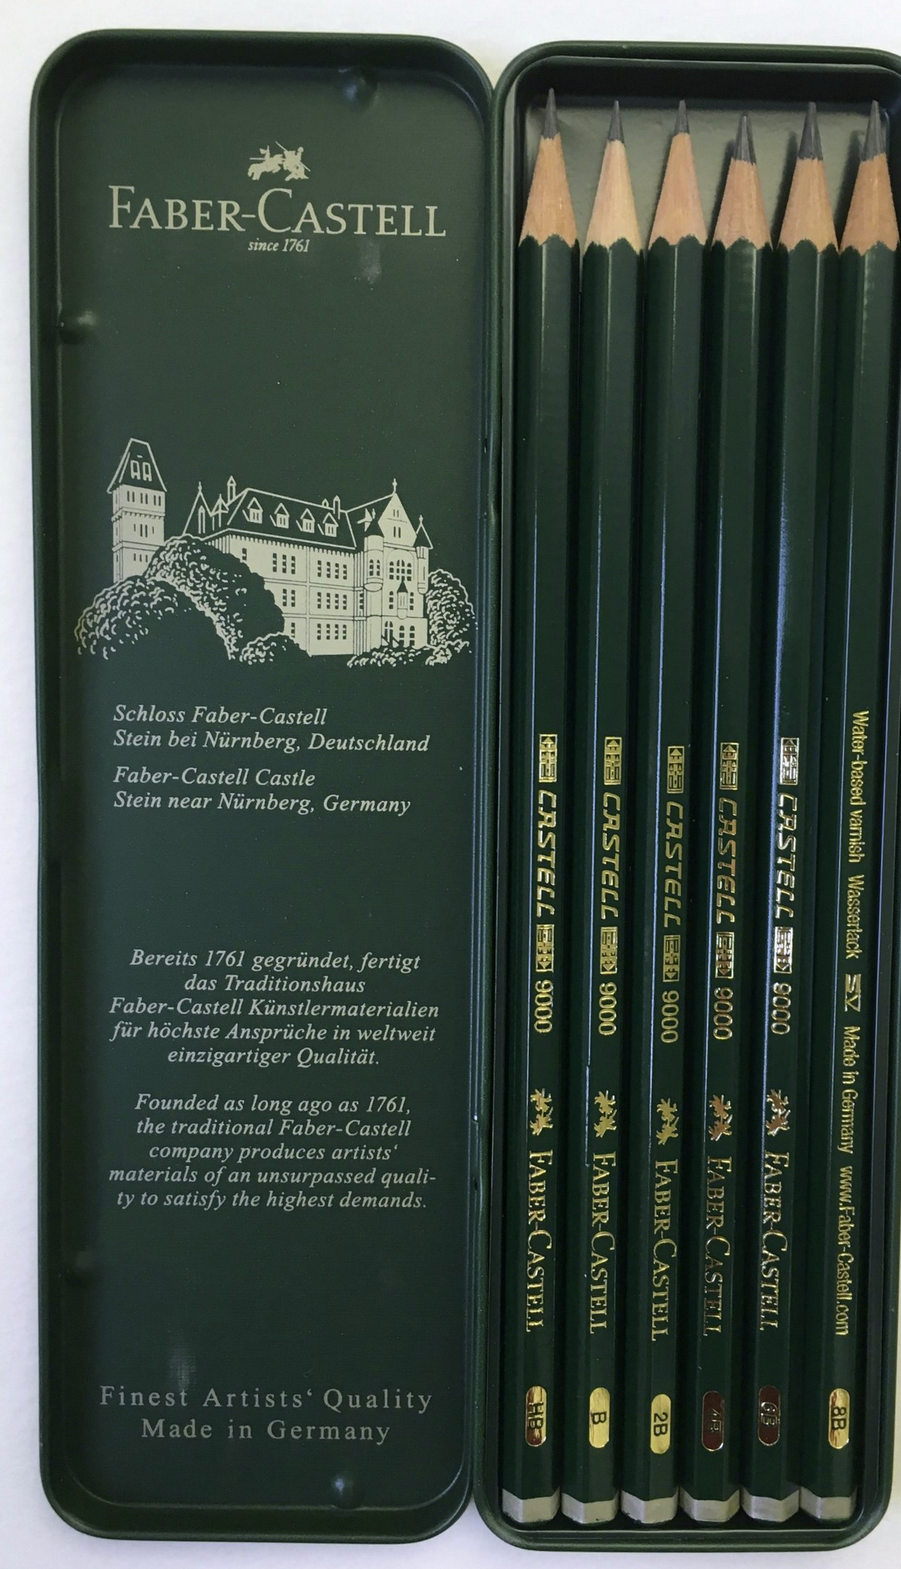 FABER-CASTELL
since 1761
Schloss Faber-Castell
Stein bei Nürnberg, Deutschland
Faber-Castell Castle
Stein near Nürnberg, Germany
Bereits 1761 gegründet, fertigt
das Traditionshaus
Faber-Castell Künstlermaterialien
für höchste Ansprüche in weltweit
einzigartiger Qualität.
Founded as long ago as 1761,
the traditional Faber-Castell
company produces artists‘
materials of an unsurpassed quali-
ty to satisfy the highest demands.
Finest Artists‘ Quality
Made in Germany
CASTELL 9000 FABER-CASTELL HB
CASTELL 9000 FABER-CASTELL B
CASTELL 9000 FABER-CASTELL 2B
CASTELL 9000 FABER-CASTELL 4B
CASTELL 9000 FABER-CASTELL 6B
Water-based varnish Wasserlack SV Made in Germany www.Faber-Castell.com 8B